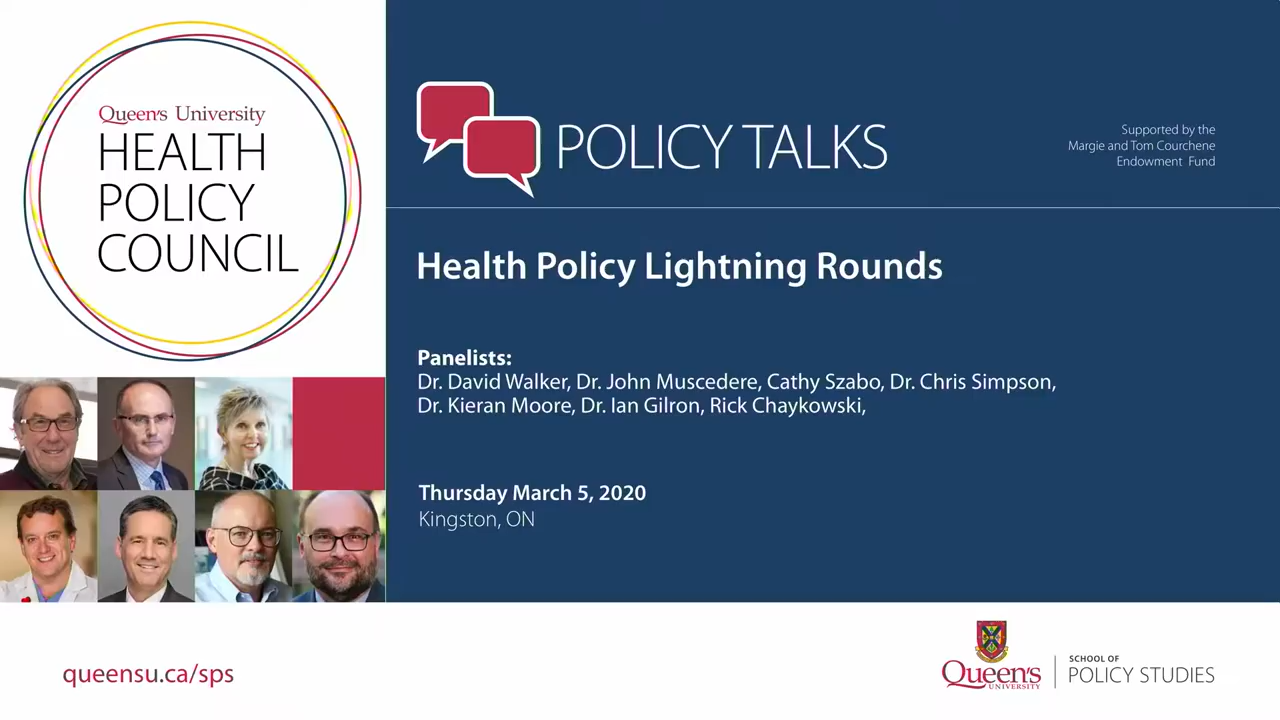 Queen's University
HEALTH
POLICY
COUNCIL
POLICY TALKS
Supported by the
Margie and Tom Courchene
Endowment Fund
Health Policy Lightning Rounds
Panelists:
Dr. David Walker, Dr. John Muscedere, Cathy Szabo, Dr. Chris Simpson,
Dr. Kieran Moore, Dr. Ian Gilron, Rick Chaykowski,
Thursday March 5, 2020
Kingston, ON
queensu.ca/sps
Queen's
UNIVERSITY
SCHOOL OF
POLICY STUDIES